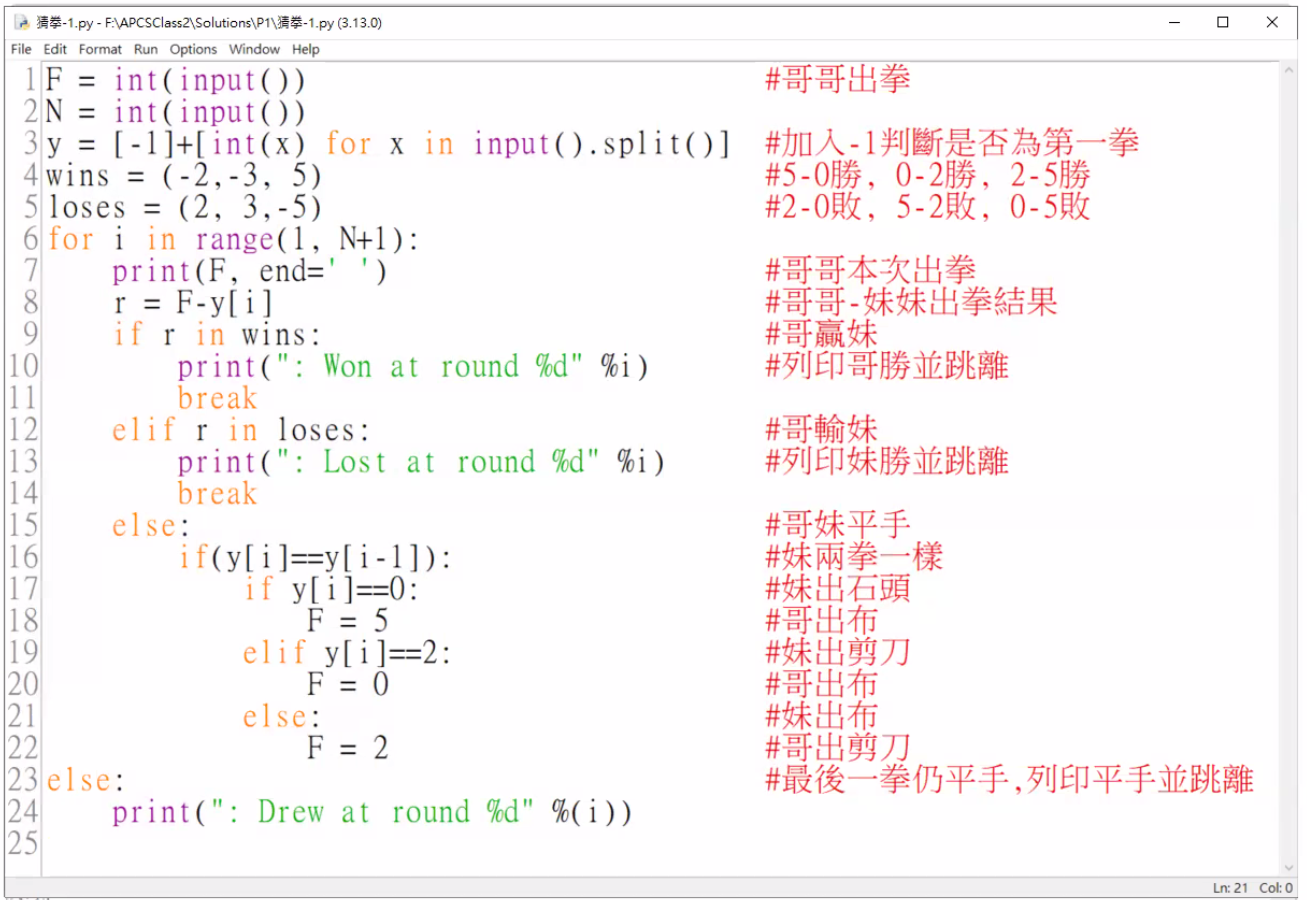 猜拳-1.py - F:\APCSClass2\Solutions\P1\猜拳-1.py (3.13.0)
File Edit Format Run Options Window Help
1 F = int(input()) #哥哥出拳
2 N = int(input())
3 y = [-1]+[int(x) for x in input().split()] #加入-1判斷是否為第一拳
4 wins = (-2,-3, 5) #5-0勝, 0-2勝, 2-5勝
5 loses = (2, 3,-5) #2-0敗, 5-2敗, 0-5敗
6 for i in range(1, N+1):
7     print(F, end=' ') #哥哥本次出拳
8     r = F-y[i] #哥哥-妹妹出拳結果
9     if r in wins: #哥贏妹
10         print(": Won at round %d" %i) #列印哥勝並跳離
11         break
12     elif r in loses: #哥輸妹
13         print(": Lost at round %d" %i) #列印妹勝並跳離
14         break
15     else: #哥妹平手
16         if(y[i]==y[i-1]): #妹兩拳一樣
17             if y[i]==0: #妹出石頭
18                 F = 5 #哥出布
19             elif y[i]==2: #妹出剪刀
20                 F = 0 #哥出布
21             else: #妹出布
22                 F = 2 #哥出剪刀
23 else: #最後一拳仍平手,列印平手並跳離
24     print(": Drew at round %d" %(i))
25
Ln: 21 Col: 0